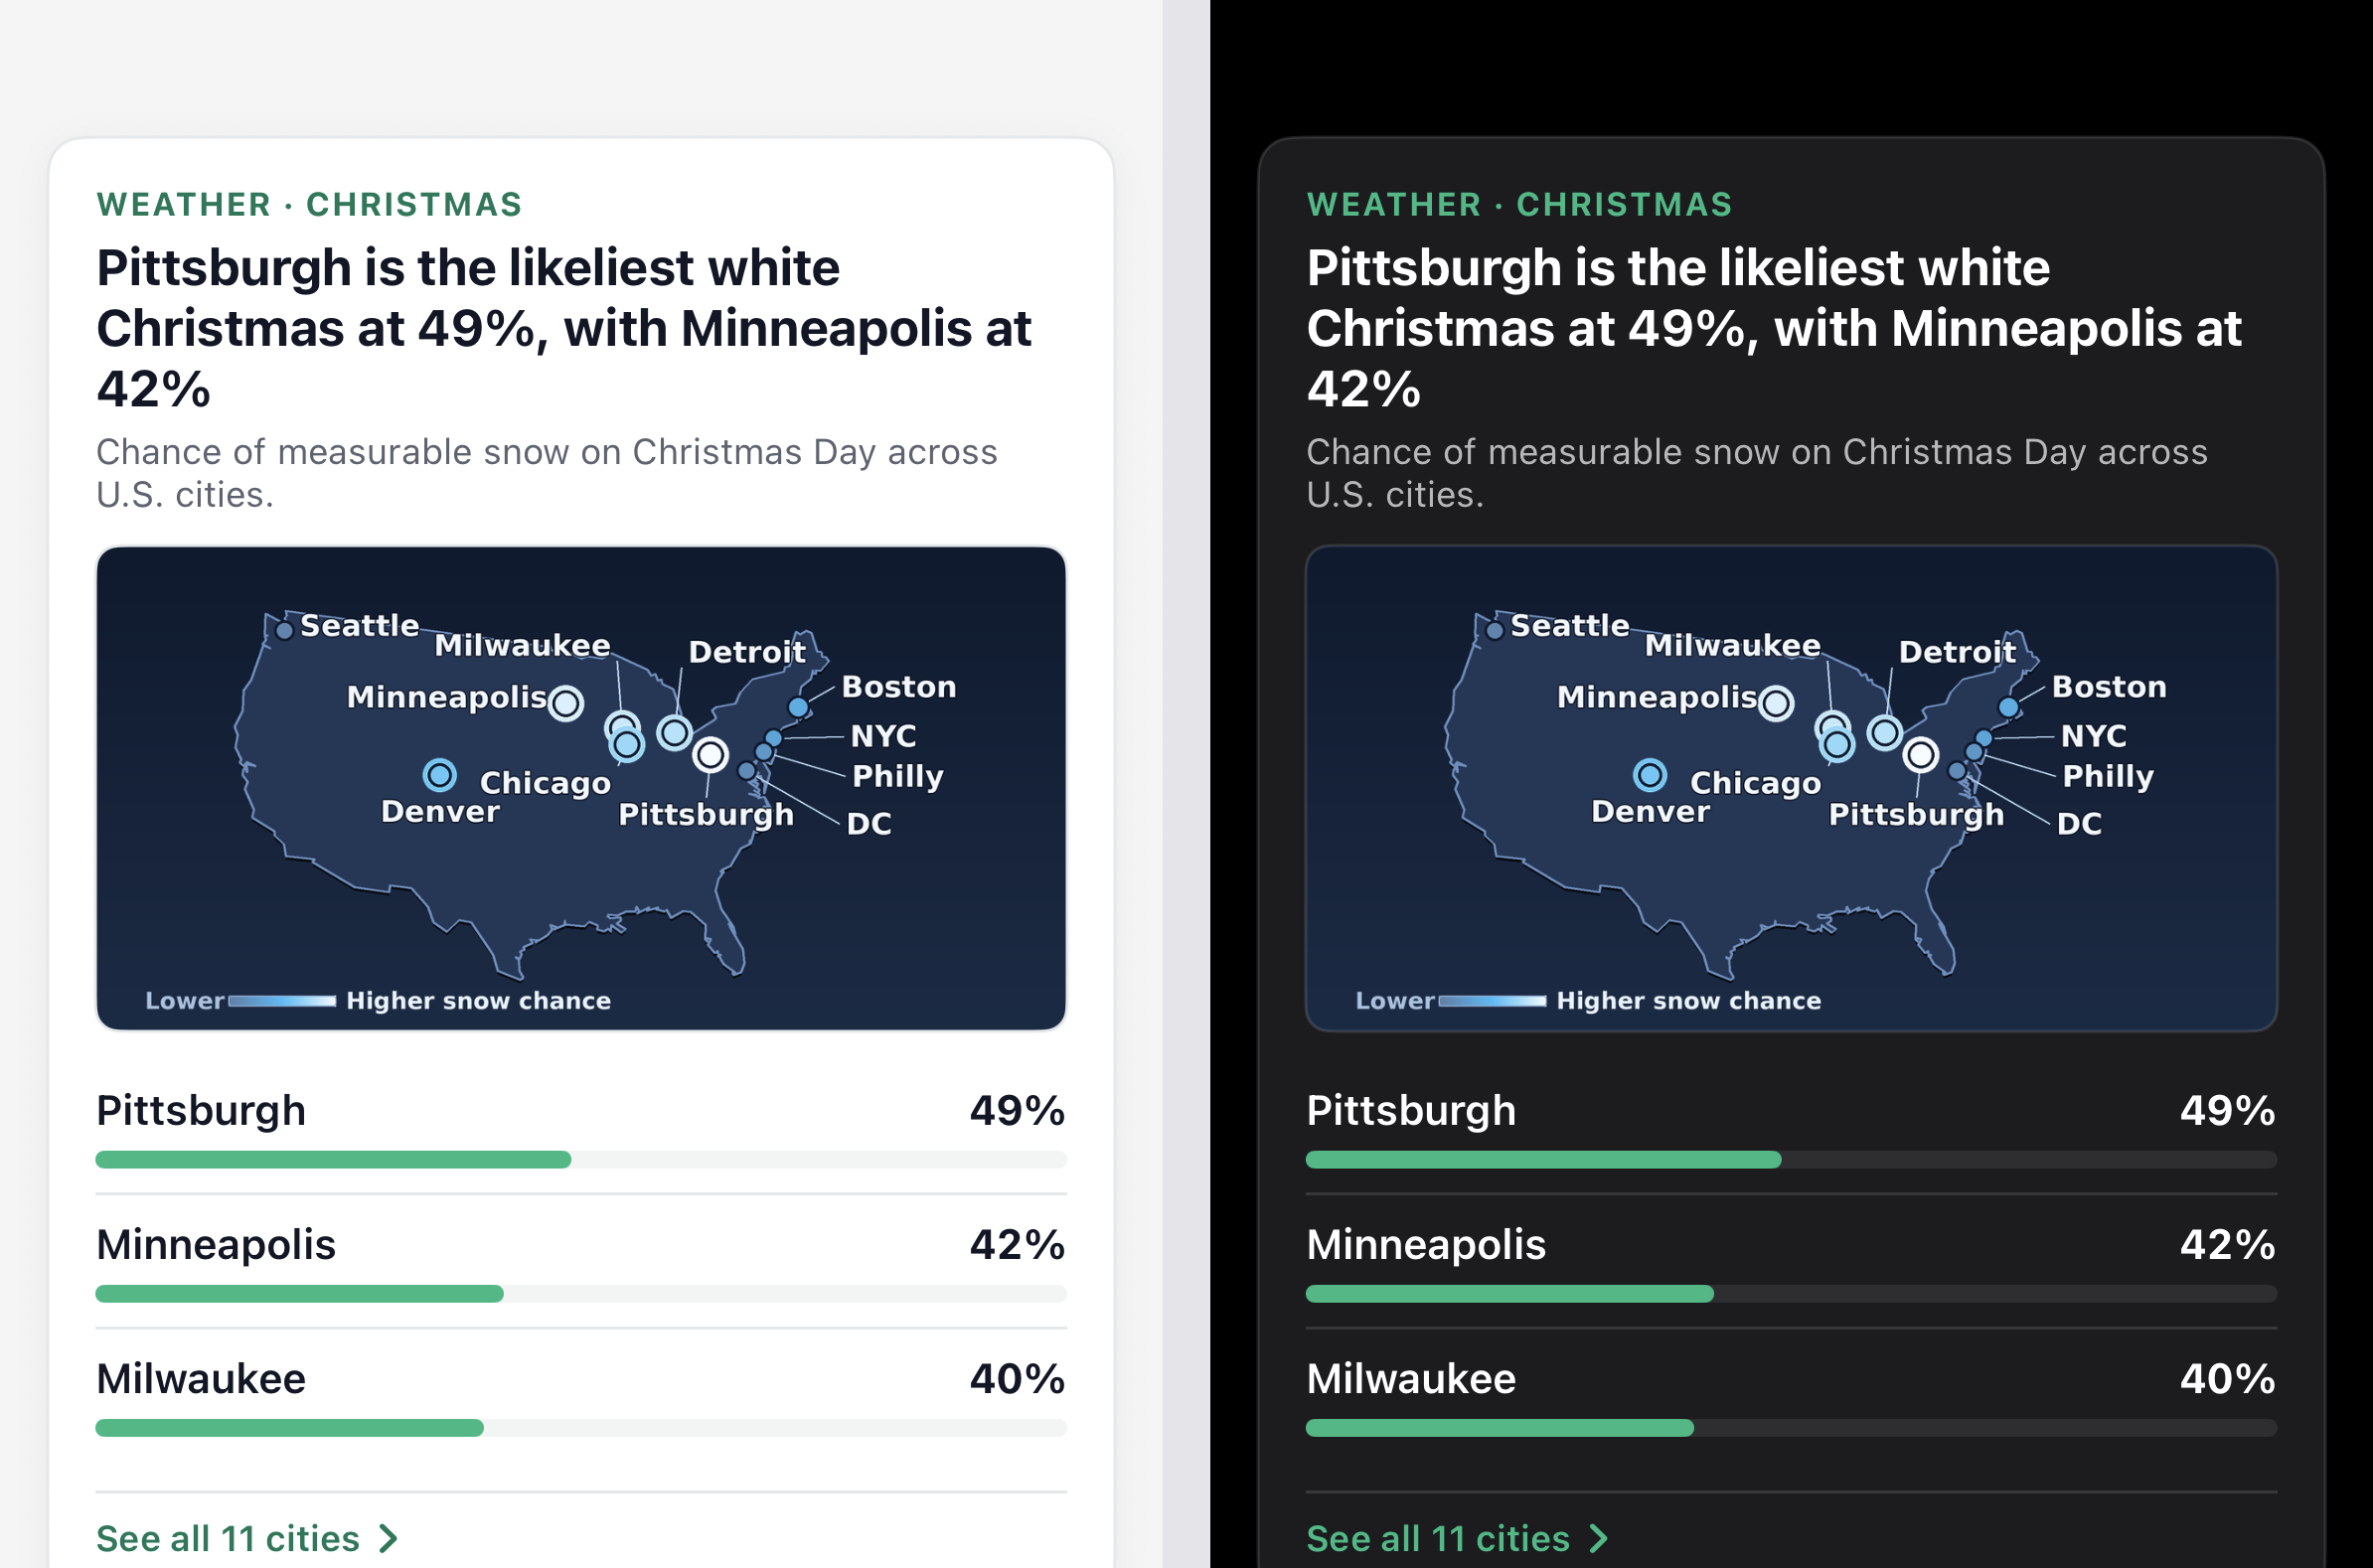 WEATHER · CHRISTMAS
Pittsburgh is the likeliest white
Christmas at 49%, with Minneapolis at
42%
Chance of measurable snow on Christmas Day across
U.S. cities.
Seattle
Milwaukee
Detroit
Boston
Minneapolis
NYC
Philly
Chicago
Denver
Pittsburgh
DC
Lower
Higher snow chance
Pittsburgh 49%
Minneapolis 42%
Milwaukee 40%
See all 11 cities
WEATHER · CHRISTMAS
Pittsburgh is the likeliest white
Christmas at 49%, with Minneapolis at
42%
Chance of measurable snow on Christmas Day across
U.S. cities.
Seattle
Milwaukee
Detroit
Boston
Minneapolis
NYC
Philly
Chicago
Denver
Pittsburgh
DC
Lower
Higher snow chance
Pittsburgh 49%
Minneapolis 42%
Milwaukee 40%
See all 11 cities